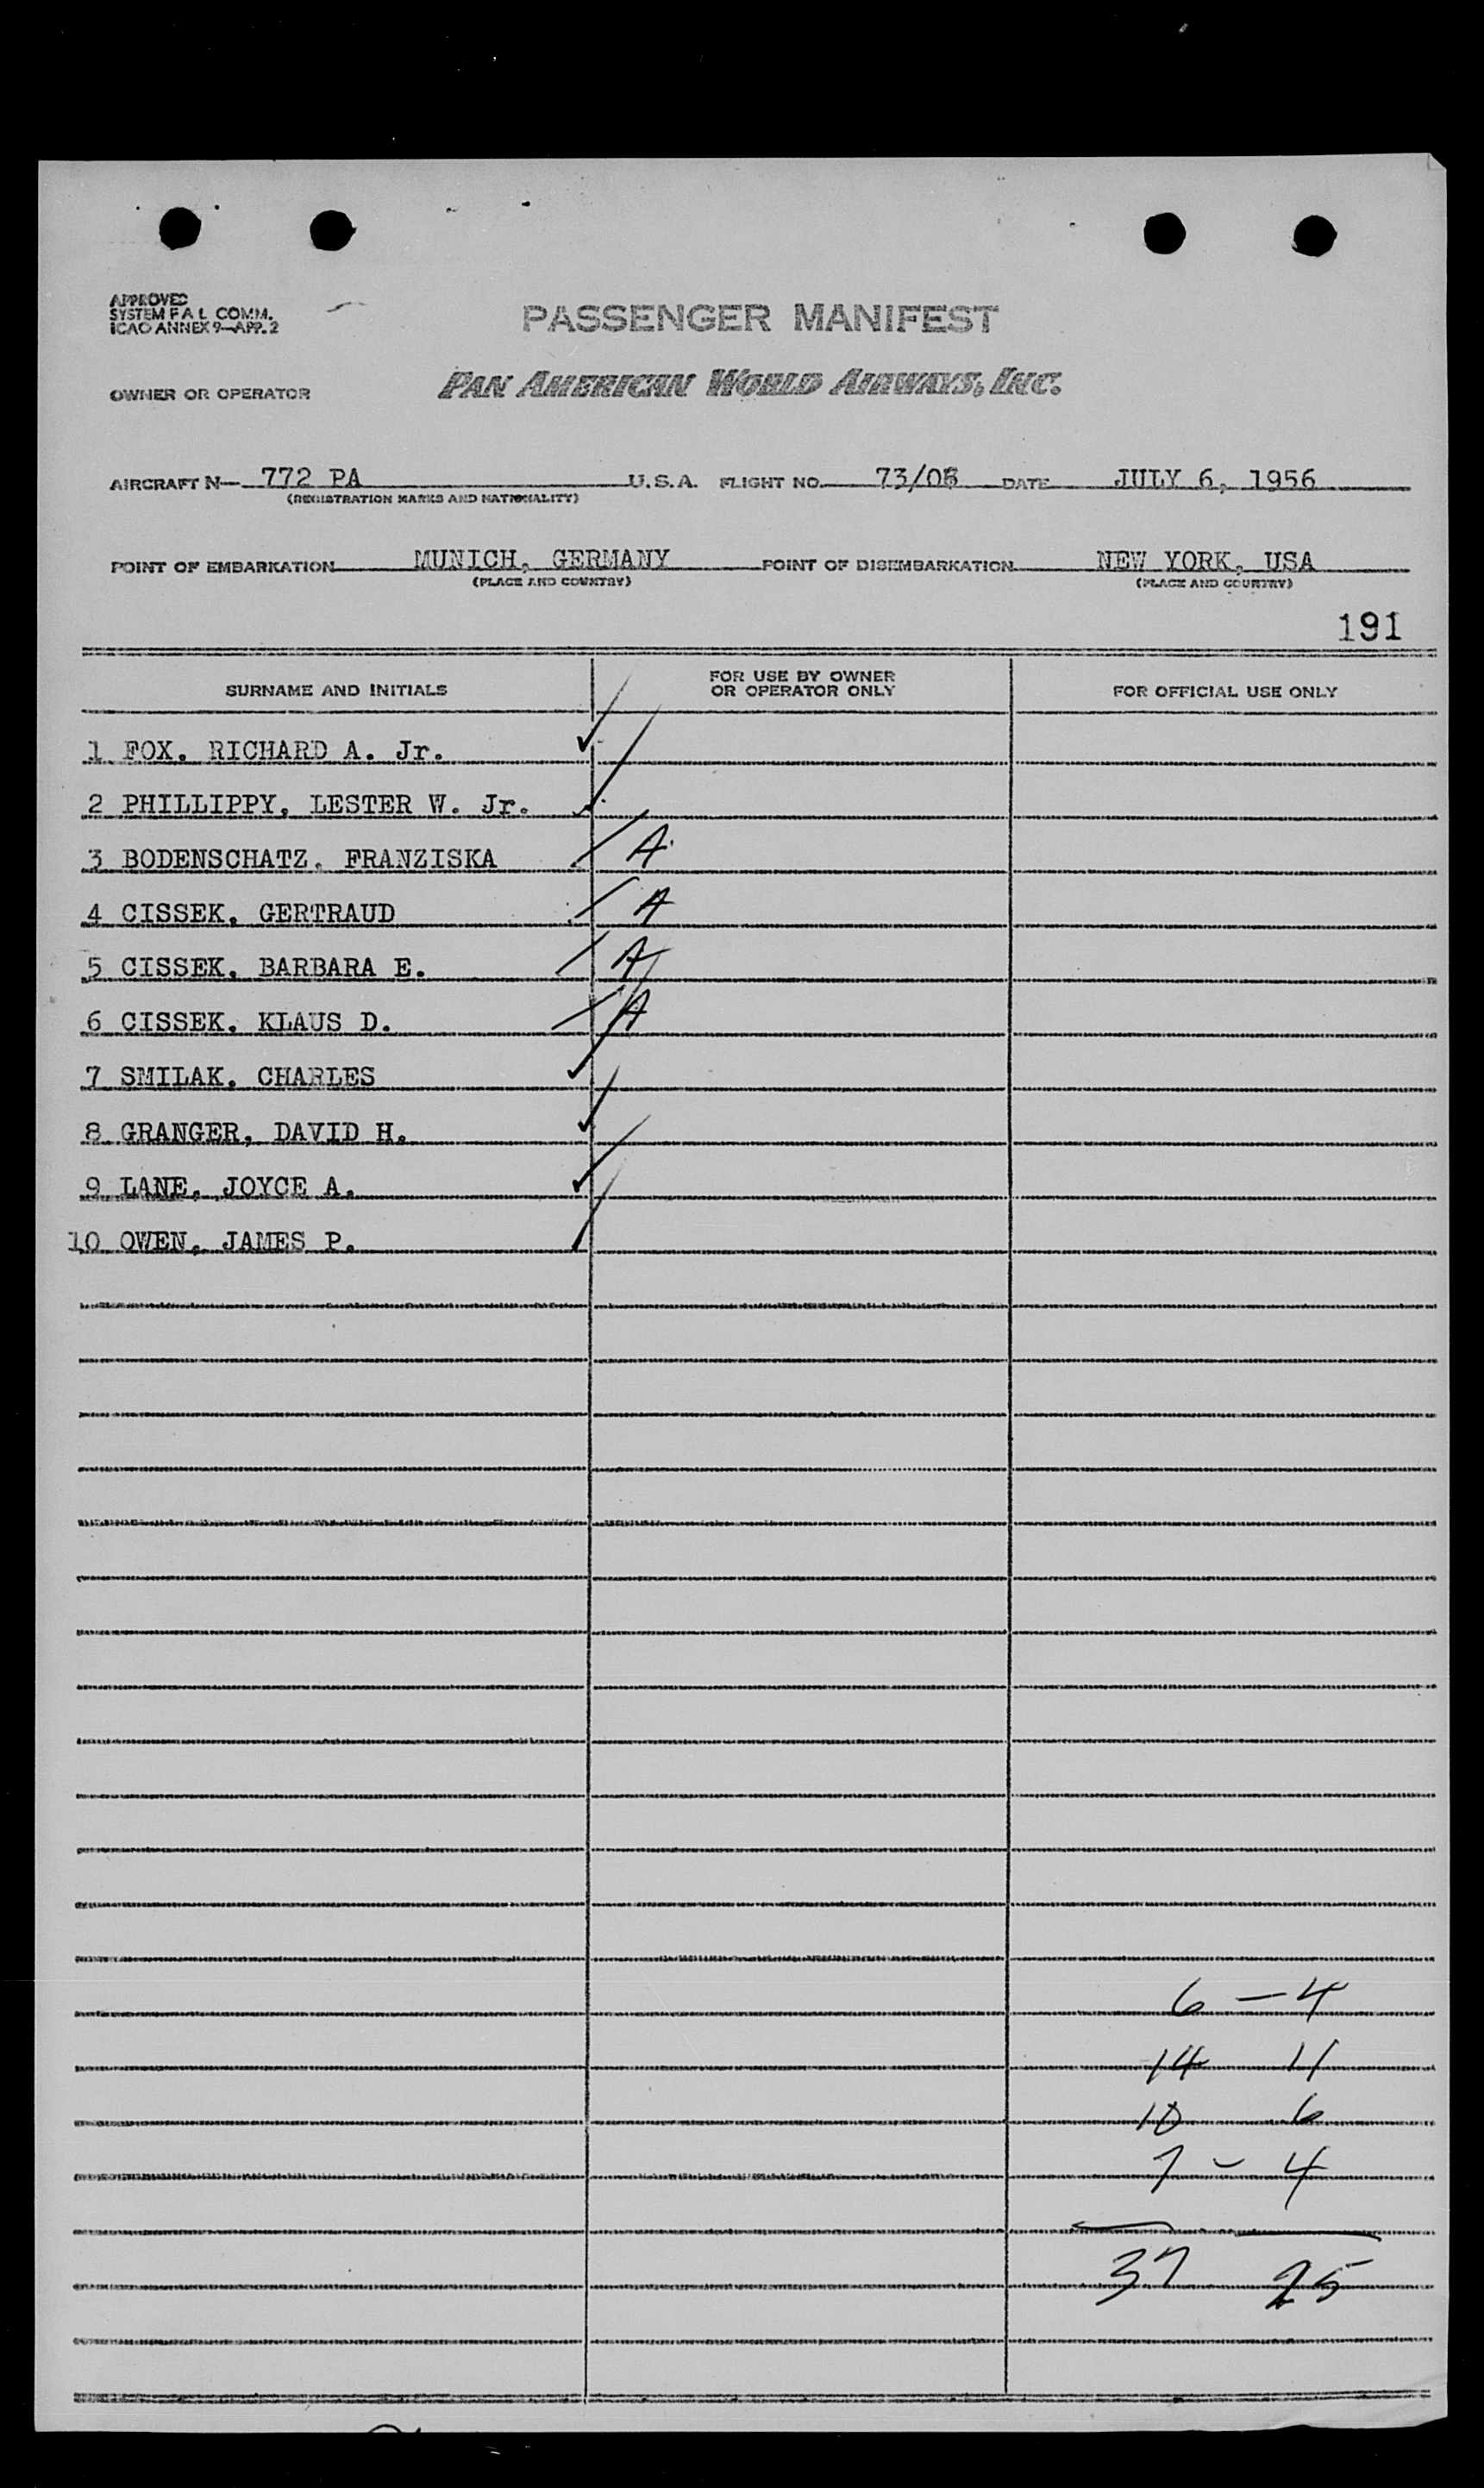 APPROVED
SYSTEM F A L COMM.
ICAO ANNEX 9—APP. 2
PASSENGER MANIFEST
OWNER OR OPERATOR PAN AMERICAN WORLD AIRWAYS, INC.
AIRCRAFT N— 772 PA U.S.A. FLIGHT NO. 73/05 DATE JULY 6, 1956
(REGISTRATION MARKS AND NATIONALITY)
POINT OF EMBARKATION MUNICH, GERMANY POINT OF DISEMBARKATION NEW YORK, USA
(PLACE AND COUNTRY) (PLACE AND COUNTRY)
191
SURNAME AND INITIALS FOR USE BY OWNER OR OPERATOR ONLY FOR OFFICIAL USE ONLY
1 FOX. RICHARD A. Jr.
2 PHILLIPPY, LESTER W. Jr.
3 BODENSCHATZ. FRANZISKA A
4 CISSEK. GERTRAUD A
5 CISSEK. BARBARA E. A
6 CISSEK. KLAUS D. A
7 SMILAK. CHARLES
8 GRANGER, DAVID H.
9 LANE, JOYCE A.
10 OWEN, JAMES P.
6 — 4
14 11
10 6
7 - 4
37 25